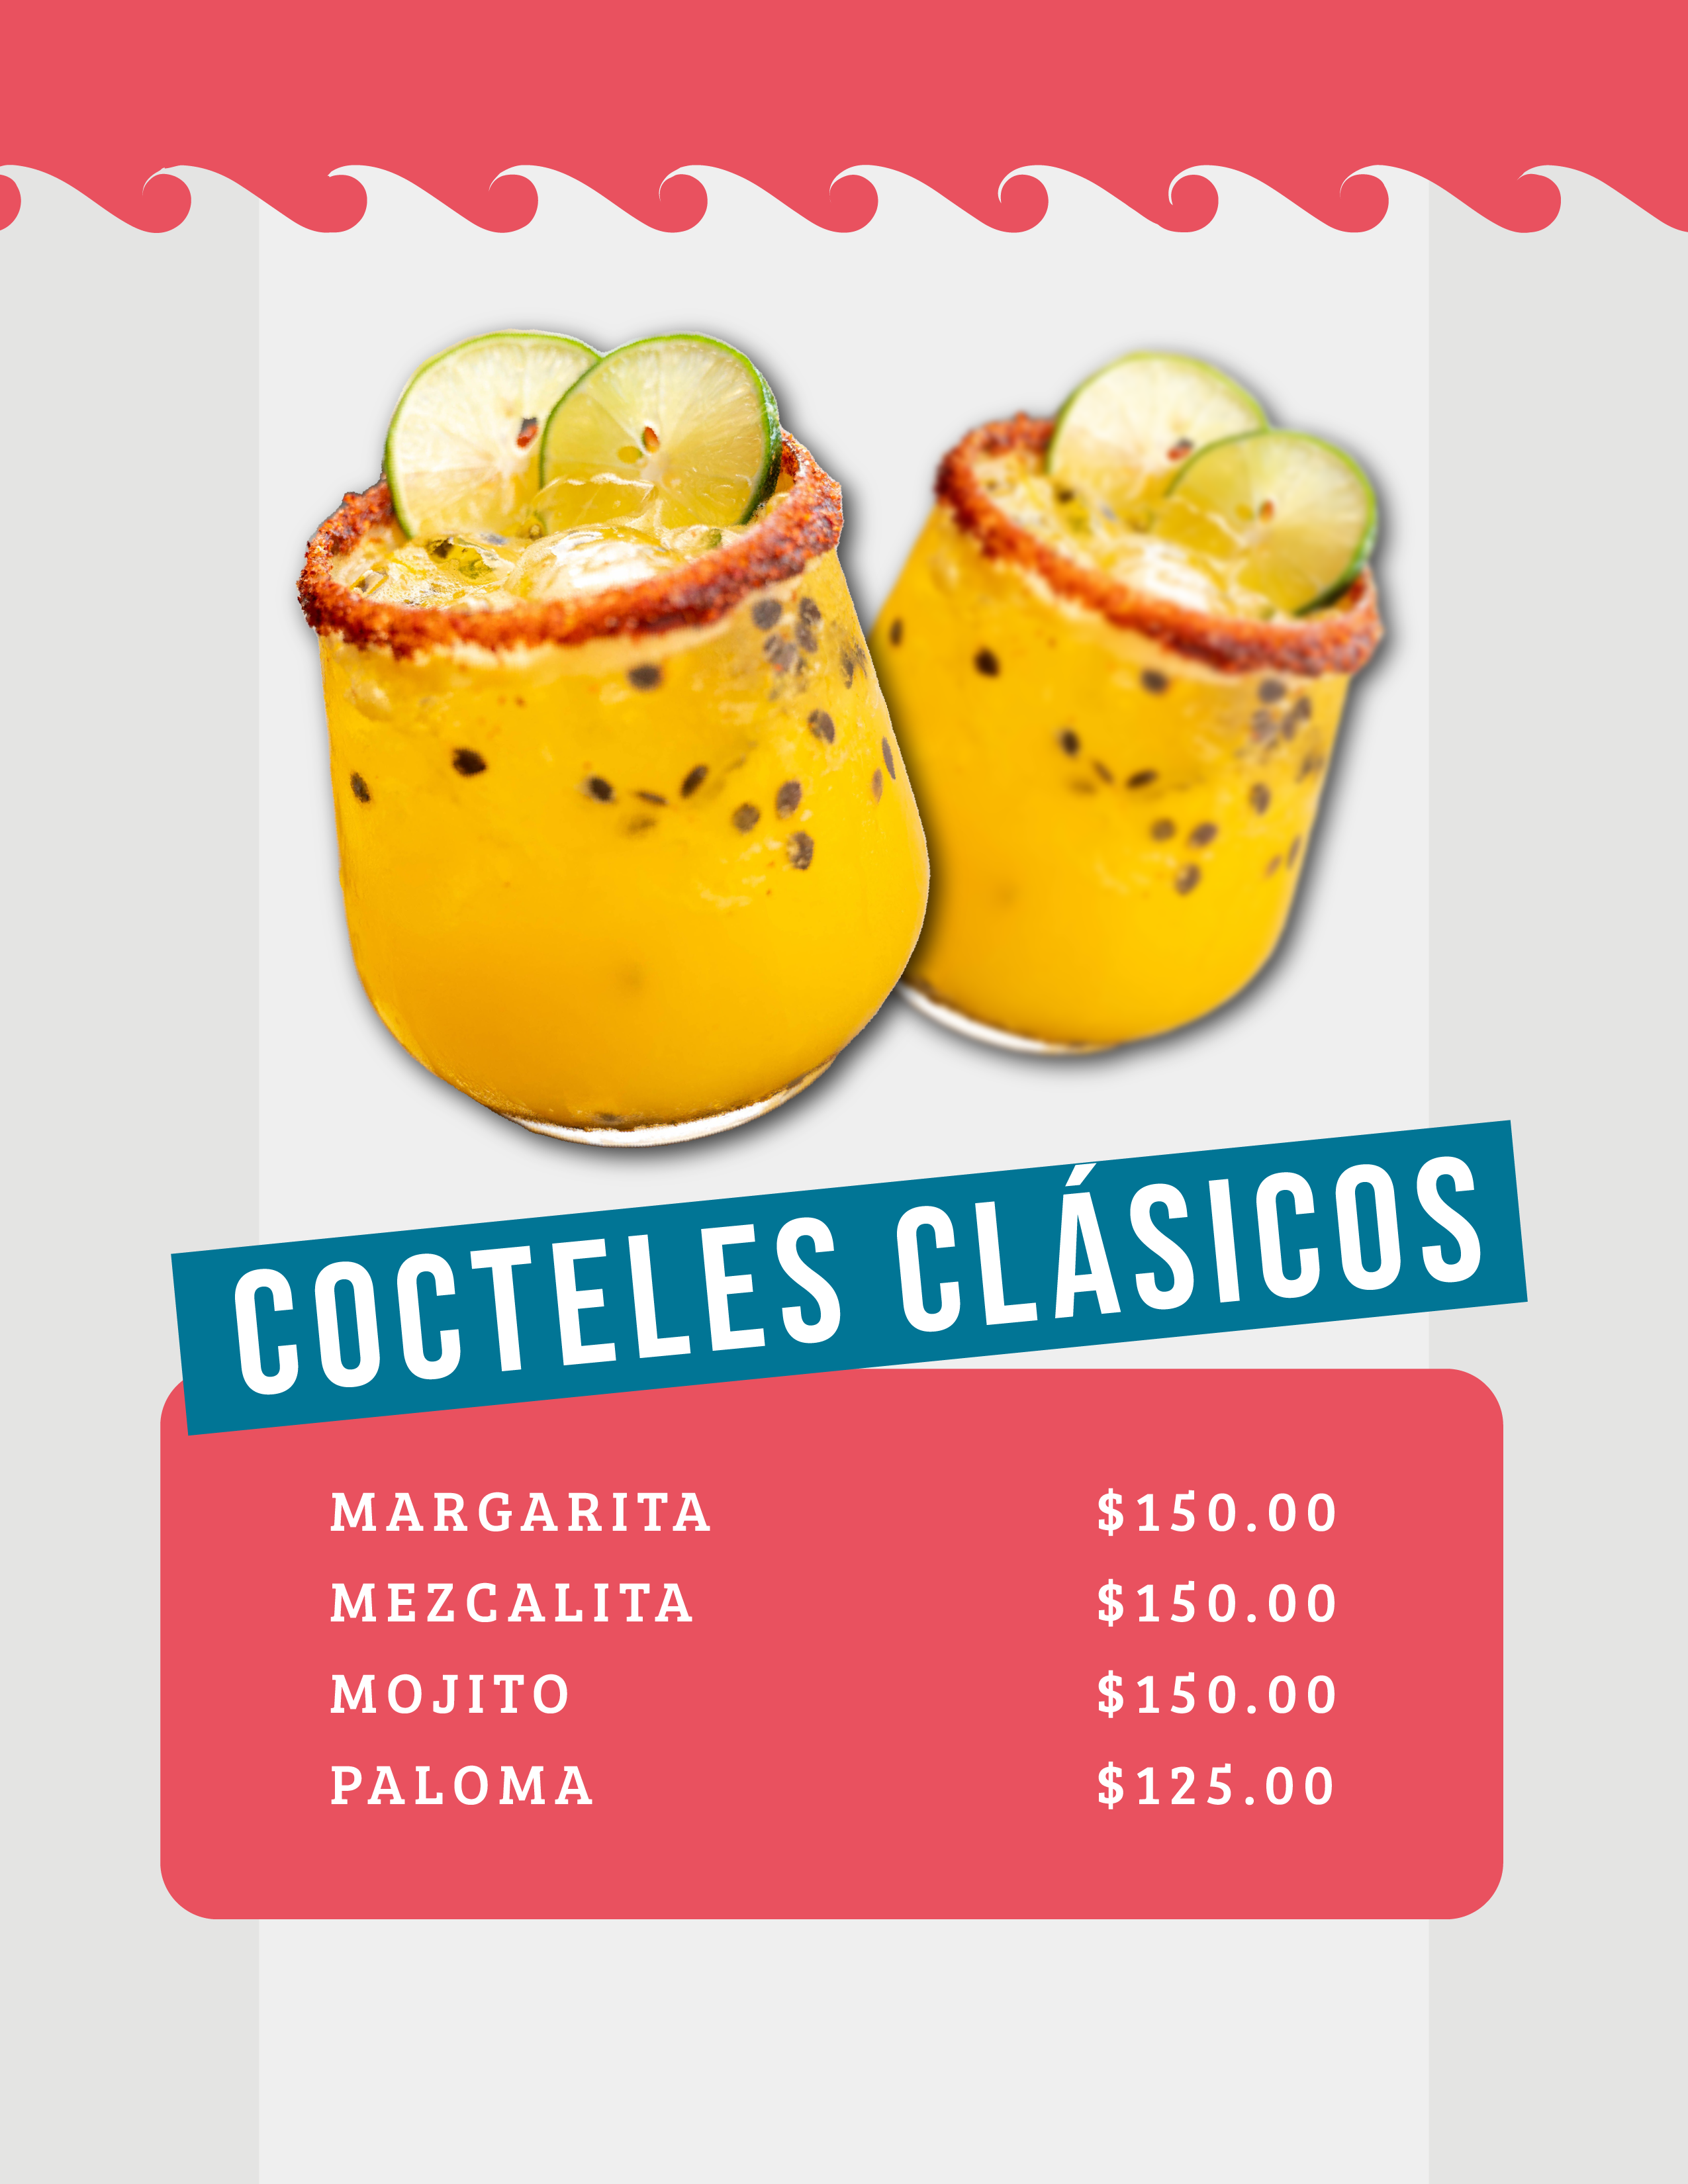 COCTELES CLÁSICOS
MARGARITA $150.00
MEZCALITA $150.00
MOJITO $150.00
PALOMA $125.00